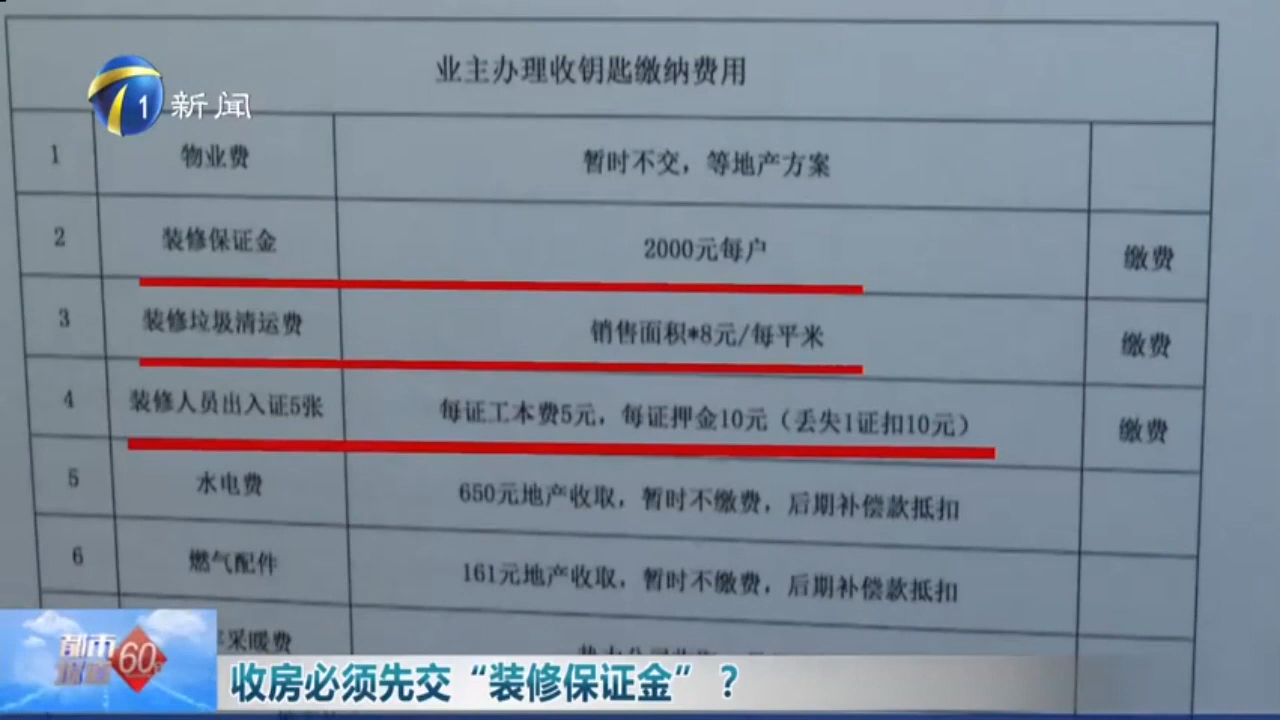 业主办理收钥匙缴纳费用
1 新闻
1 物业费 暂时不交，等地产方案
2 装修保证金 2000元每户 缴费
3 装修垃圾清运费 销售面积*8元/每平米 缴费
4 装修人员出入证5张 每证工本费5元，每证押金10元（丢失1证扣10元） 缴费
5 水电费 650元地产收取，暂时不缴费，后期补偿款抵扣
6 燃气配件 161元地产收取，暂时不缴费，后期补偿款抵扣
采暖费
都市
60
收房必须先交“装修保证金”？